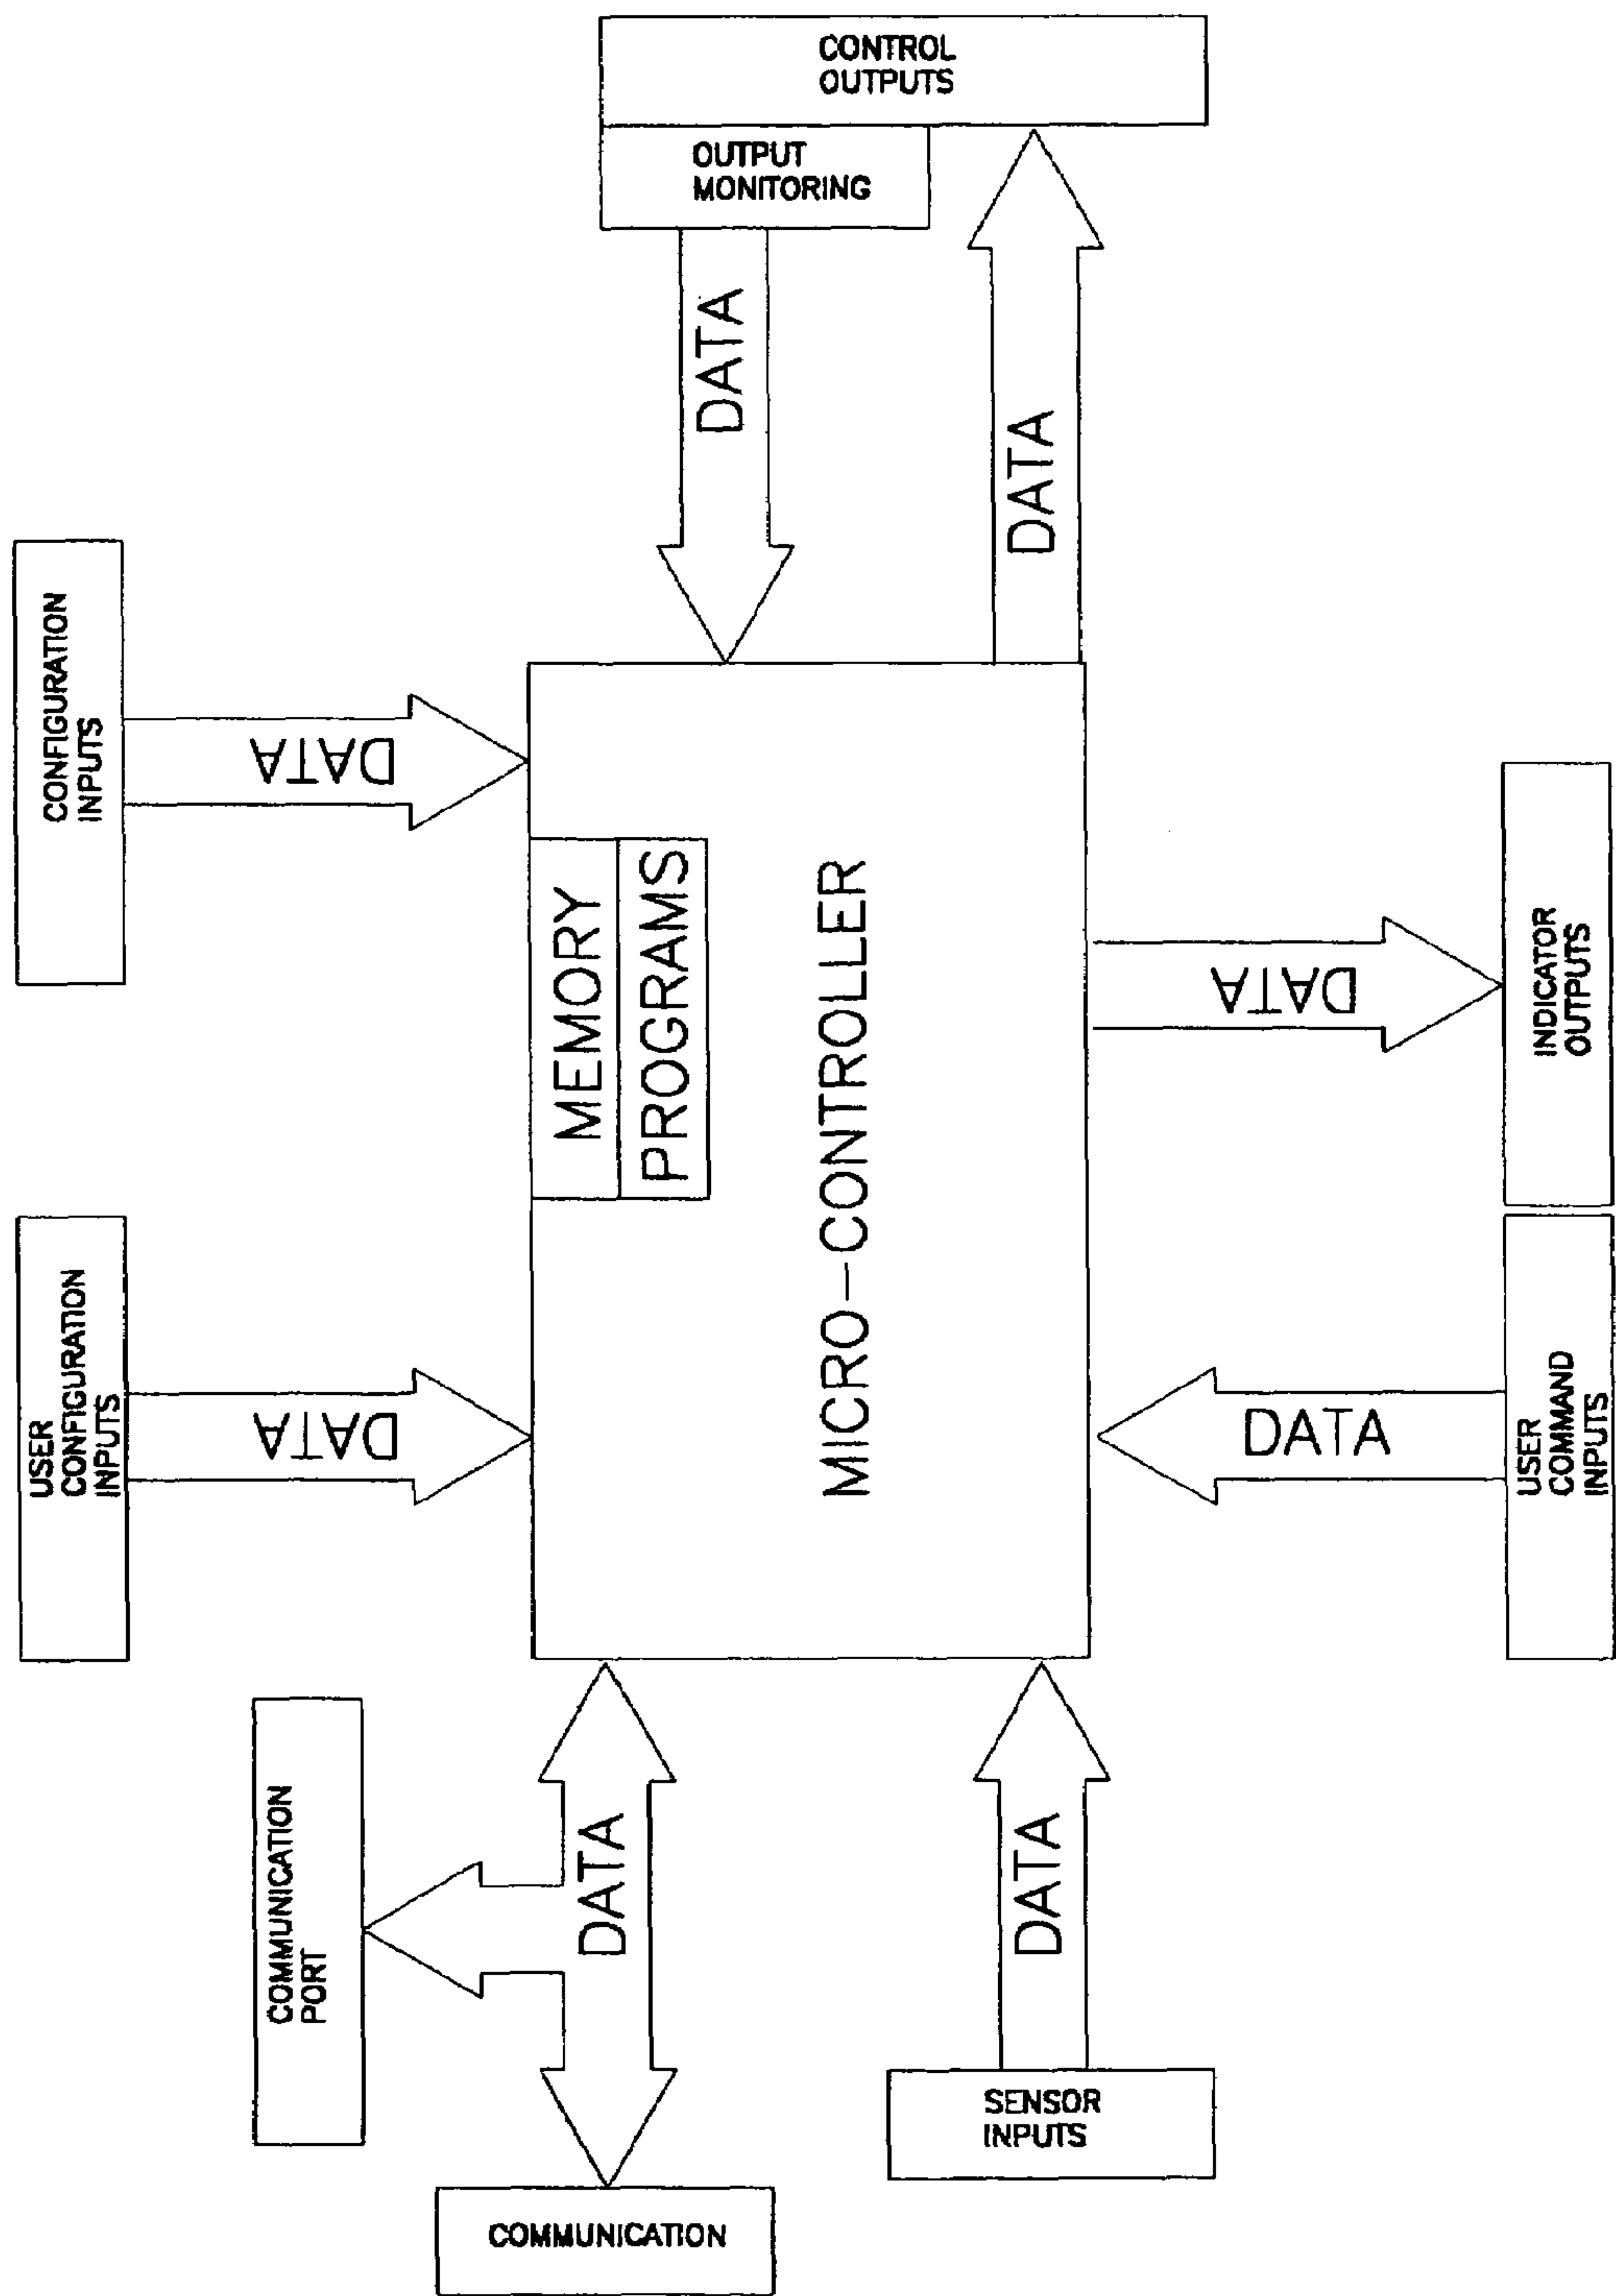 CONTROL
OUTPUTS
OUTPUT
MONITORING
DATA
DATA
CONFIGURATION
INPUTS
DATA
MEMORY
PROGRAMS
MICRO-CONTROLLER
DATA
INDICATOR
OUTPUTS
USER
CONFIGURATION
INPUTS
DATA
DATA
USER
COMMAND
INPUTS
COMMUNICATION
PORT
DATA
DATA
SENSOR
INPUTS
COMMUNICATION